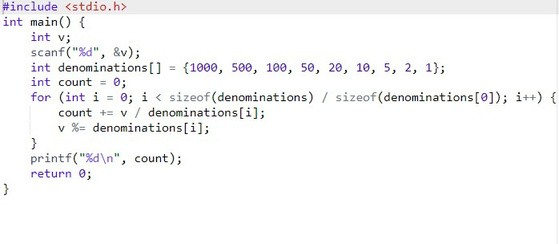 #include <stdio.h>
int main() {
    int v;
    scanf("%d", &v);
    int denominations[] = {1000, 500, 100, 50, 20, 10, 5, 2, 1};
    int count = 0;
    for (int i = 0; i < sizeof(denominations) / sizeof(denominations[0]); i++) {
        count += v / denominations[i];
        v %= denominations[i];
    }
    printf("%d\n", count);
    return 0;
}